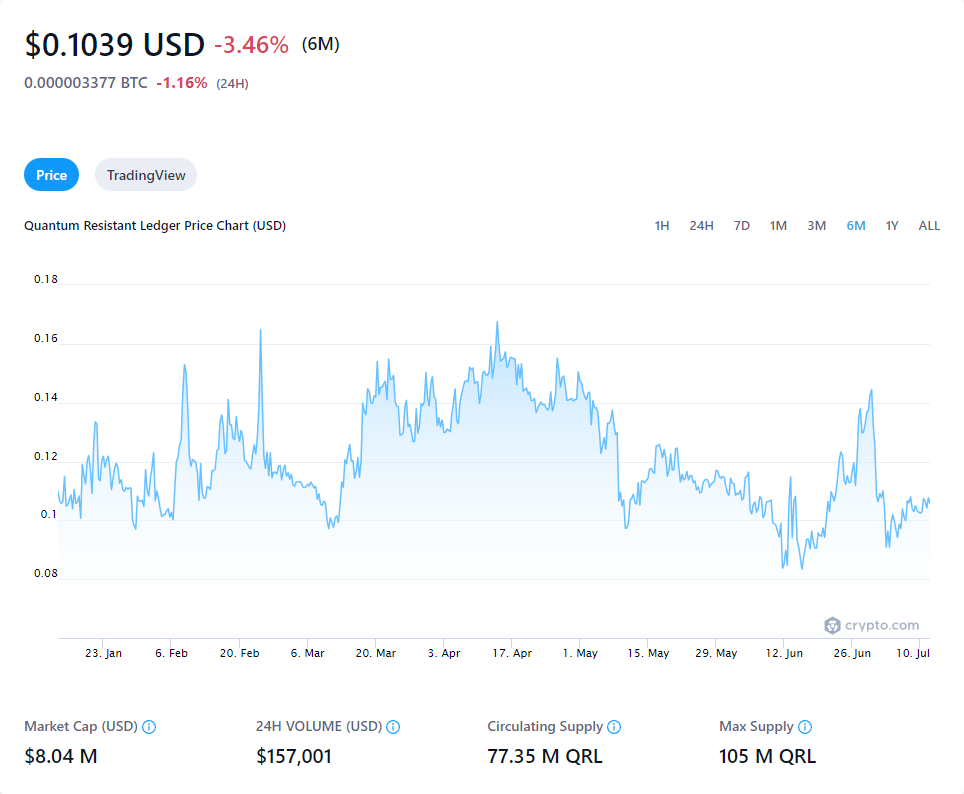 $0.1039 USD -3.46% (6M)
0.000003377 BTC -1.16% (24H)
Price TradingView
Quantum Resistant Ledger Price Chart (USD) 1H 24H 7D 1M 3M 6M 1Y ALL
0.18
0.16
0.14
0.12
0.1
0.08
crypto.com
23. Jan 6. Feb 20. Feb 6. Mar 20. Mar 3. Apr 17. Apr 1. May 15. May 29. May 12. Jun 26. Jun 10. Jul
Market Cap (USD) 24H VOLUME (USD) Circulating Supply Max Supply
$8.04 M $157,001 77.35 M QRL 105 M QRL